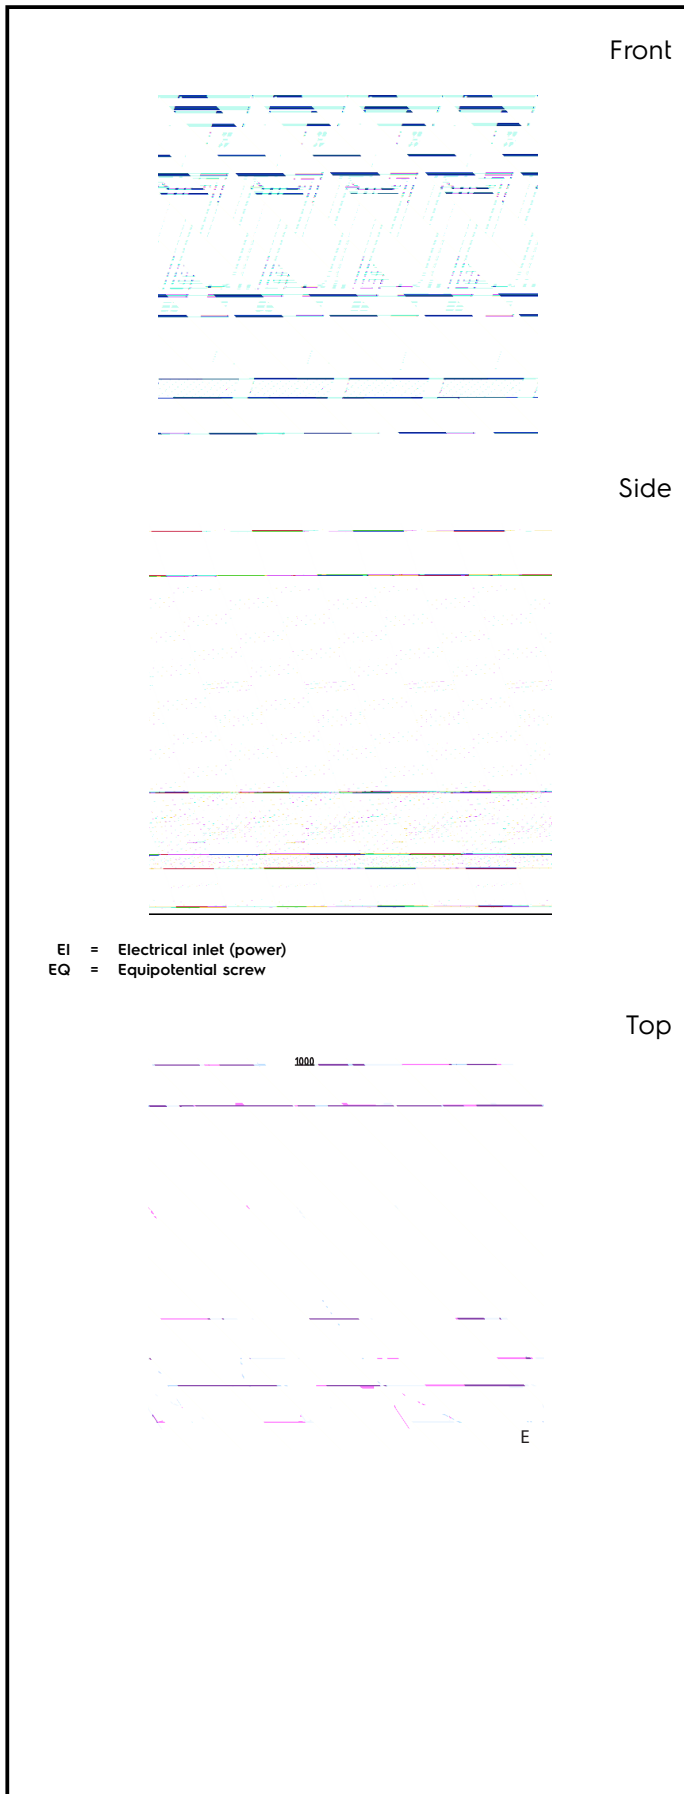 Front
Side
EI = Electrical inlet (power)
EQ = Equipotential screw
Top
1000
E